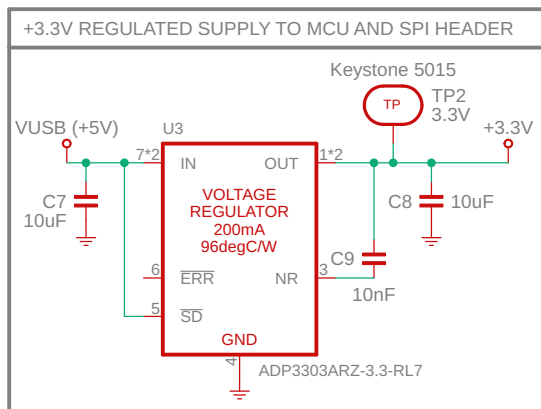 +3.3V REGULATED SUPPLY TO MCU AND SPI HEADER
Keystone 5015
TP
TP2
3.3V
VUSB (+5V)
U3
+3.3V
7*2
IN
OUT
1*2
C7
10uF
VOLTAGE
REGULATOR
200mA
96degC/W
C8
10uF
C9
10nF
6
ERR
NR
3
5
SD
GND
4
ADP3303ARZ-3.3-RL7